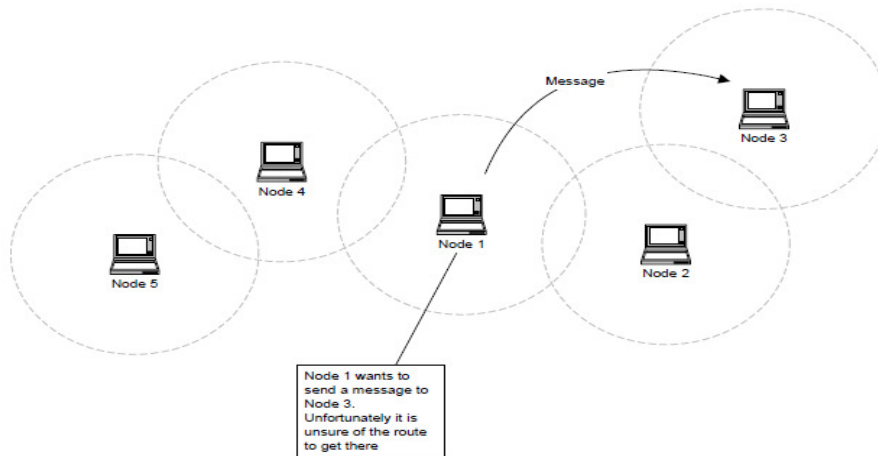 Message
Node 3
Node 4
Node 1
Node 2
Node 5
Node 1 wants to
send a message to
Node 3.
Unfortunately it is
unsure of the route
to get there